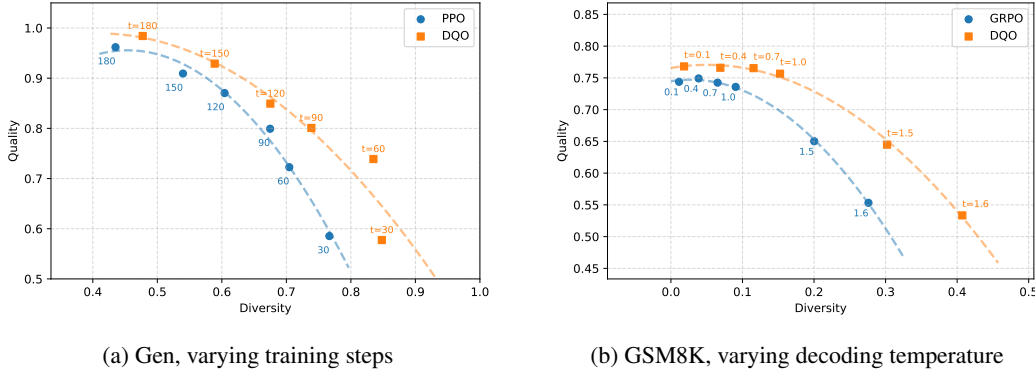 PPO
DQO
t=180
t=150
t=120
t=90
t=60
t=30
180
150
120
90
60
30
1.0
0.9
0.8
0.7
0.6
0.5
Quality
0.4
0.5
0.6
0.7
0.8
0.9
1.0
Diversity
(a) Gen, varying training steps
GRPO
DQO
t=0.1
t=0.4
t=0.7
t=1.0
t=1.5
t=1.6
0.1
0.4
0.7
1.0
1.5
1.6
0.85
0.80
0.75
0.70
0.65
0.60
0.55
0.50
0.45
Quality
0.0
0.1
0.2
0.3
0.4
0.5
Diversity
(b) GSM8K, varying decoding temperature